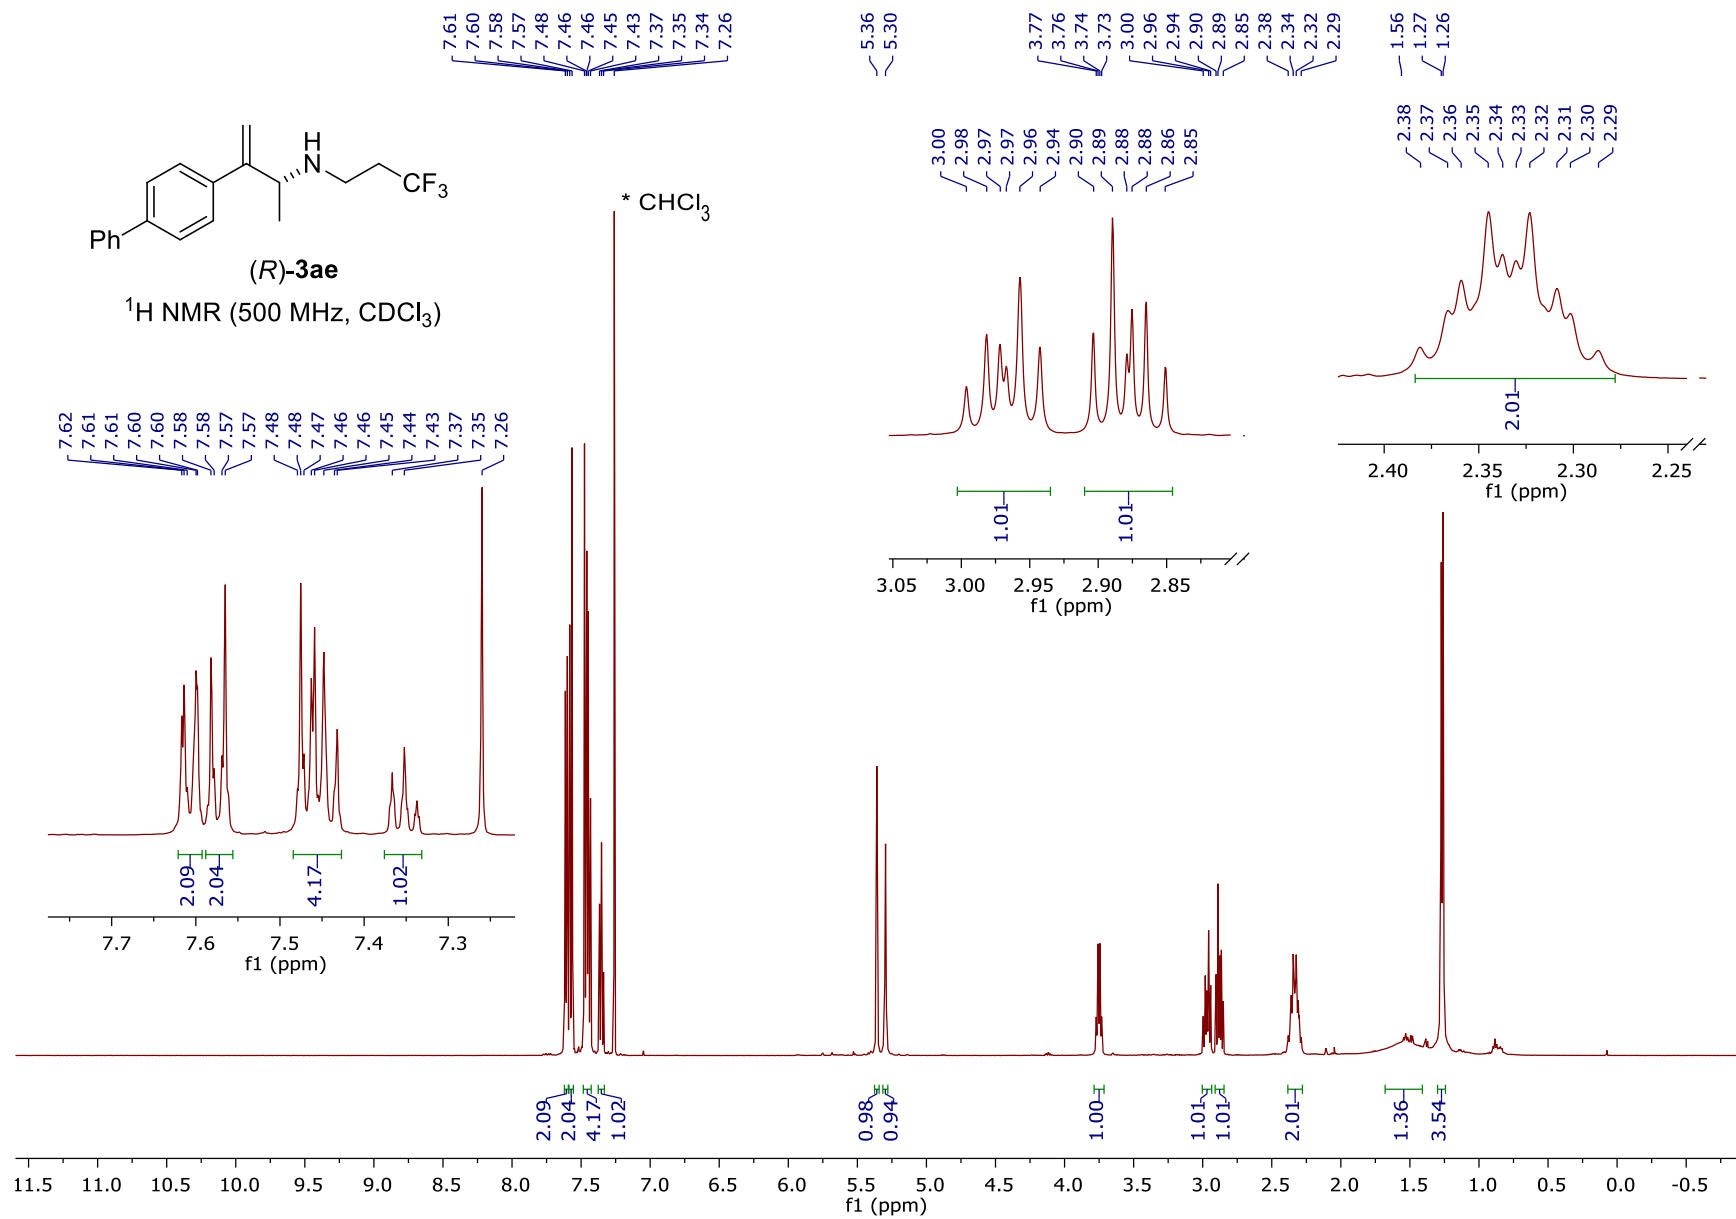 7.61 7.60 7.58 7.57 7.48 7.46 7.46 7.45 7.43 7.37 7.35 7.34 7.26 5.36 5.30 3.77 3.76 3.74 3.73 3.00 2.96 2.94 2.90 2.89 2.85 2.38 2.34 2.32 2.29 1.56 1.27 1.26
H
N
CF3
Ph
(R)-3ae
¹H NMR (500 MHz, CDCl3)
* CHCl3
3.00 2.98 2.97 2.97 2.96 2.94 2.90 2.89 2.88 2.88 2.86 2.85
1.01 1.01
3.05 3.00 2.95 2.90 2.85
f1 (ppm)
2.38 2.37 2.36 2.35 2.34 2.33 2.32 2.31 2.30 2.29
2.01
2.40 2.35 2.30 2.25
f1 (ppm)
7.62 7.61 7.61 7.60 7.60 7.58 7.58 7.57 7.57 7.48 7.48 7.47 7.46 7.46 7.45 7.44 7.43 7.37 7.35 7.26
2.09 2.04 4.17 1.02
7.7 7.6 7.5 7.4 7.3
f1 (ppm)
2.09 2.04 4.17 1.02 0.98 0.94 1.00 1.01 1.01 2.01 1.36 3.54
11.5 11.0 10.5 10.0 9.5 9.0 8.5 8.0 7.5 7.0 6.5 6.0 5.5 5.0 4.5 4.0 3.5 3.0 2.5 2.0 1.5 1.0 0.5 0.0 -0.5
f1 (ppm)